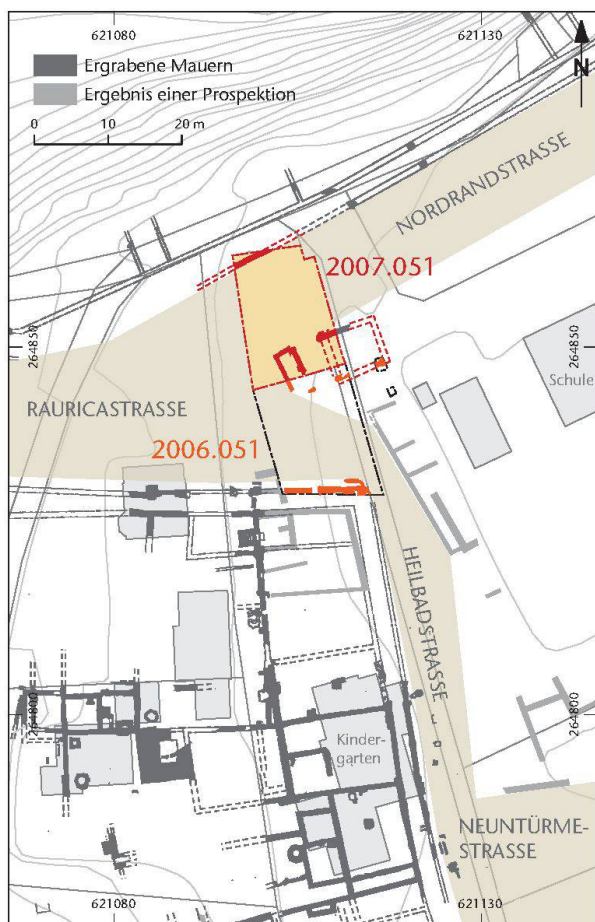 621080
621130
Ergrabene Mauern
Ergebnis einer Prospektion
0
10
20 m
N
NORDRANDSTRASSE
2007.051
264850
264850
Schule
RAURICASTRASSE
2006.051
HEILBADSTRASSE
264800
264800
Kinder-
garten
NEUNTÜRME-
STRASSE
621080
621130